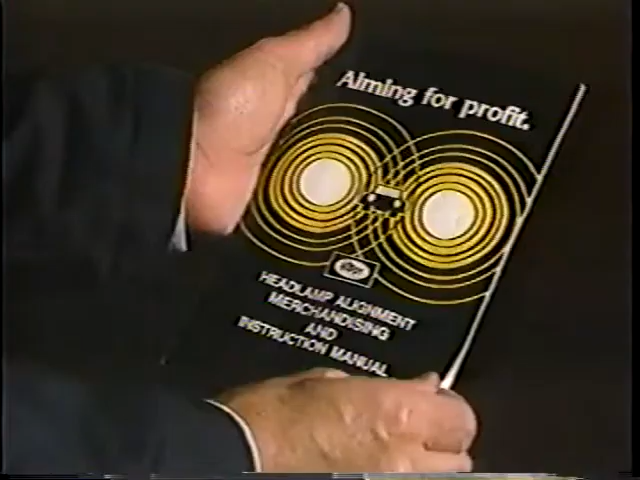 Aiming for profit.
HEADLAMP ALIGNMENT
MERCHANDISING
AND
INSTRUCTION MANUAL